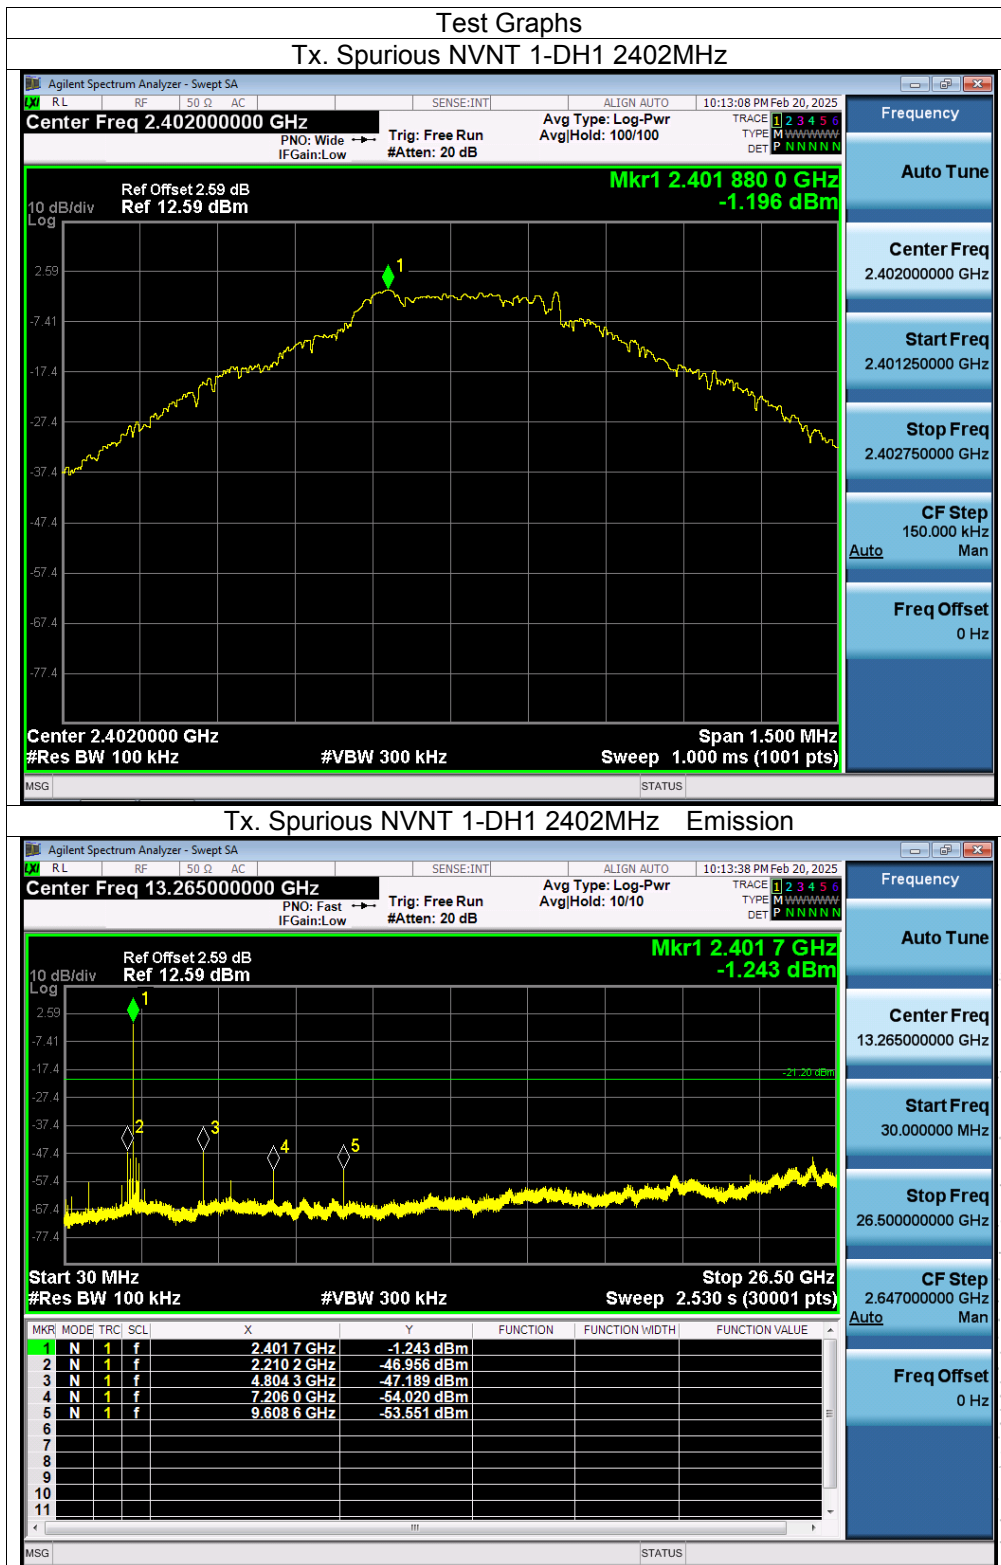 Test Graphs
Tx. Spurious NVNT 1-DH1 2402MHz
Agilent Spectrum Analyzer - Swept SA
LXI RL RF 50 Ω AC SENSE:INT ALIGN AUTO 10:13:08 PM Feb 20, 2025
Center Freq 2.402000000 GHz
PNO: Wide
IFGain:Low
Trig: Free Run
#Atten: 20 dB
Avg Type: Log-Pwr
Avg|Hold: 100/100
TRACE 1 2 3 4 5 6
TYPE M WWWWW
DET P N N N N N
Ref Offset 2.59 dB
10 dB/div Ref 12.59 dBm
Log
Mkr1 2.401 880 0 GHz
-1.196 dBm
1
2.59
-7.41
-17.4
-27.4
-37.4
-47.4
-57.4
-67.4
-77.4
Center 2.4020000 GHz Span 1.500 MHz
#Res BW 100 kHz #VBW 300 kHz Sweep 1.000 ms (1001 pts)
MSG STATUS
Frequency
Auto Tune
Center Freq
2.402000000 GHz
Start Freq
2.401250000 GHz
Stop Freq
2.402750000 GHz
CF Step
150.000 kHz
Auto Man
Freq Offset
0 Hz
Tx. Spurious NVNT 1-DH1 2402MHz Emission
Agilent Spectrum Analyzer - Swept SA
LXI RL RF 50 Ω AC SENSE:INT ALIGN AUTO 10:13:38 PM Feb 20, 2025
Center Freq 13.265000000 GHz
PNO: Fast
IFGain:Low
Trig: Free Run
#Atten: 20 dB
Avg Type: Log-Pwr
Avg|Hold: 10/10
TRACE 1 2 3 4 5 6
TYPE M WWWWW
DET P N N N N N
Ref Offset 2.59 dB
10 dB/div Ref 12.59 dBm
Log
Mkr1 2.401 7 GHz
-1.243 dBm
1
2.59
-7.41
-17.4
-21.20 dBm
-27.4
-37.4
2 3 4 5
-47.4
-57.4
-67.4
-77.4
Start 30 MHz Stop 26.50 GHz
#Res BW 100 kHz #VBW 300 kHz Sweep 2.530 s (30001 pts)
MKR MODE TRC SCL X Y FUNCTION FUNCTION WIDTH FUNCTION VALUE
1 N 1 f 2.401 7 GHz -1.243 dBm
2 N 1 f 2.210 2 GHz -46.956 dBm
3 N 1 f 4.804 3 GHz -47.189 dBm
4 N 1 f 7.206 0 GHz -54.020 dBm
5 N 1 f 9.608 6 GHz -53.551 dBm
6
7
8
9
10
11
MSG STATUS
Frequency
Auto Tune
Center Freq
13.265000000 GHz
Start Freq
30.000000 MHz
Stop Freq
26.500000000 GHz
CF Step
2.647000000 GHz
Auto Man
Freq Offset
0 Hz